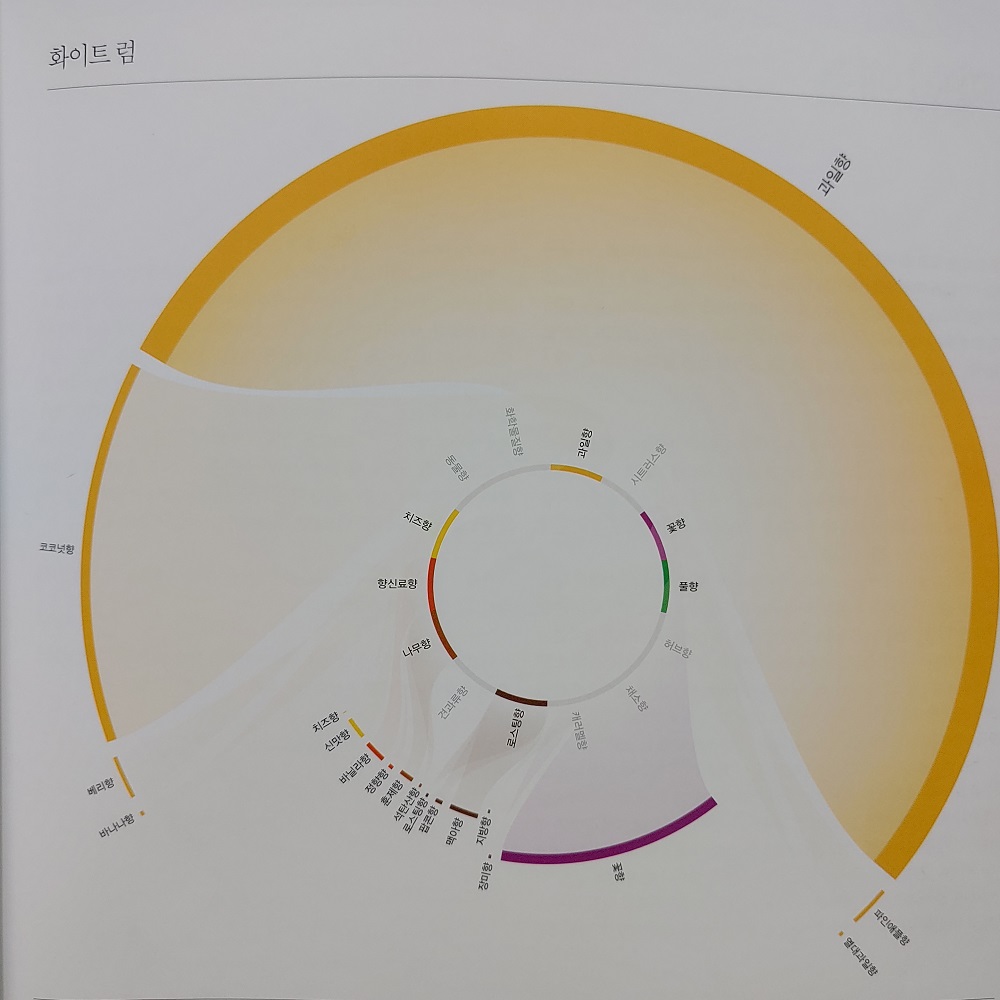 화이트 럼
과일향
화학물질향
과일향
시트러스향
동물향
치즈향
꽃향
코코넛향
향신료향
풀향
나무향
허브향
견과류향
채소향
로스팅향
캐러멜향
치즈향
신맛향
바닐라향
정향향
훈제향
석탄산향
로스팅향
팝콘향
맥아향
지방향
베리향
바나나향
장미향
꽃향
파인애플향
열대과일향